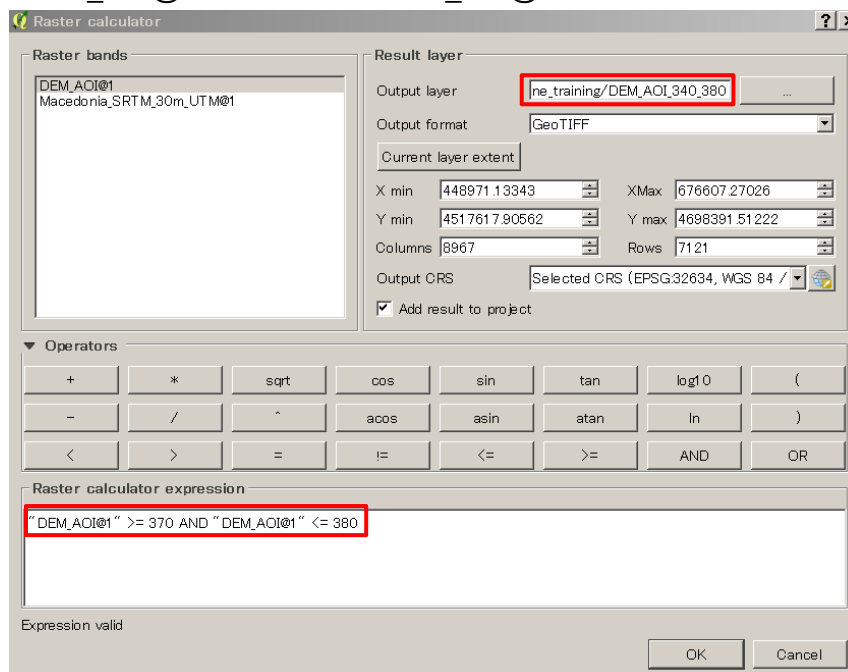 Raster calculator
?
Raster bands
DEM_AOI@1
Macedonia_SRTM_30m_UTM@1
Result layer
Output layer ne_training/DEM_AOI_340_380 ...
Output format GeoTIFF
Current layer extent
X min 448971.13343 XMax 676607.27026
Y min 4517617.90562 Y max 4698391.51222
Columns 8967 Rows 7121
Output CRS Selected CRS (EPSG:32634, WGS 84 /
Add result to project
Operators
+ * sqrt cos sin tan log10 (
- / ^ acos asin atan ln )
< > = != <= >= AND OR
Raster calculator expression
"DEM_AOI@1" >= 370 AND "DEM_AOI@1" <= 380
Expression valid
OK Cancel